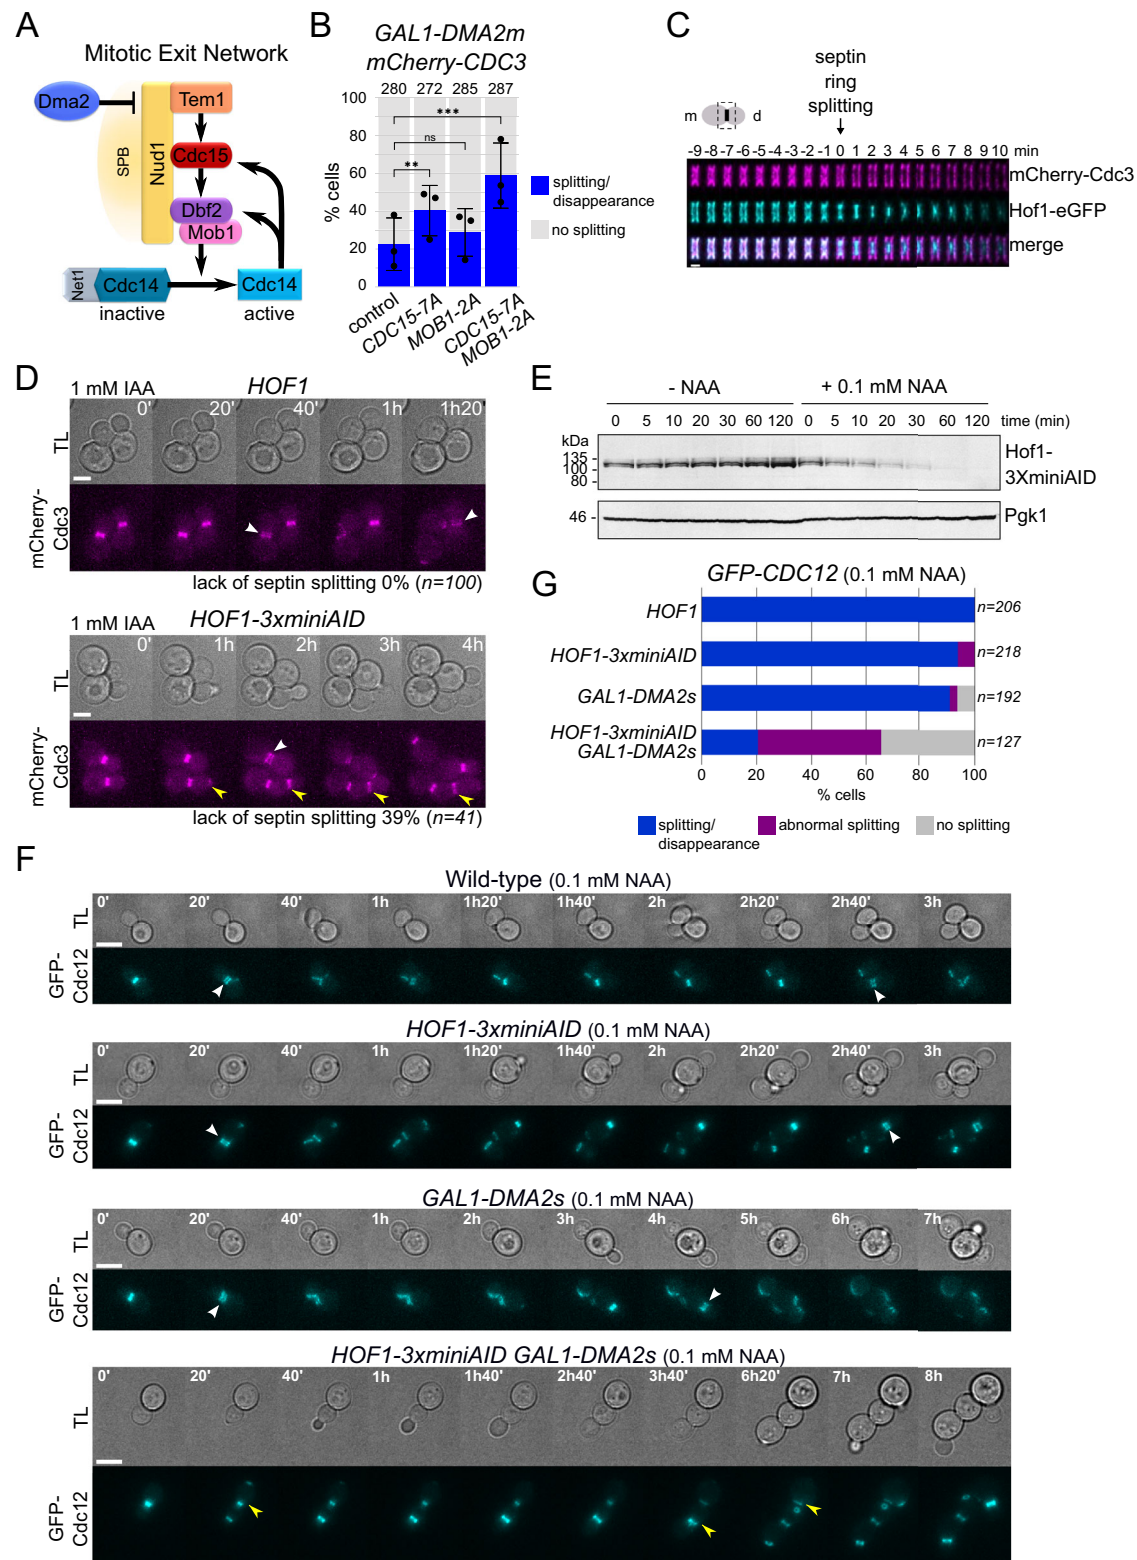 A
Mitotic Exit Network
Dma2
SPB
Nud1
Tem1
Cdc15
Dbf2
Mob1
Net1
Cdc14
Cdc14
inactive
active
B
GAL1-DMA2m
mCherry-CDC3
280 272 285 287
***
ns
**
% cells
100
80
60
40
20
0
control
CDC15-7A
MOB1-2A
CDC15-7A
MOB1-2A
splitting/
disappearance
no splitting
C
septin
ring
splitting
m d
-9 -8 -7 -6 -5 -4 -3 -2 -1 0 1 2 3 4 5 6 7 8 9 10 min
mCherry-Cdc3
Hof1-eGFP
merge
D
1 mM IAA HOF1
TL
0' 20' 40' 1h 1h20'
mCherry-
Cdc3
lack of septin splitting 0% (n=100)
HOF1-3xminiAID
1 mM IAA
TL
0' 1h 2h 3h 4h
mCherry-
Cdc3
lack of septin splitting 39% (n=41)
E
- NAA + 0.1 mM NAA
0 5 10 20 30 60 120 0 5 10 20 30 60 120 time (min)
kDa
135
100
80
Hof1-
3XminiAID
46
Pgk1
G
GFP-CDC12 (0.1 mM NAA)
HOF1 n=206
HOF1-3xminiAID n=218
GAL1-DMA2s n=192
HOF1-3xminiAID
GAL1-DMA2s n=127
0 20 40 60 80 100
% cells
splitting/
disappearance
abnormal splitting
no splitting
F
Wild-type (0.1 mM NAA)
TL
0' 20' 40' 1h 1h20' 1h40' 2h 2h20' 2h40' 3h
GFP-
Cdc12
HOF1-3xminiAID (0.1 mM NAA)
TL
0' 20' 40' 1h 1h20' 1h40' 2h 2h20' 2h40' 3h
GFP-
Cdc12
GAL1-DMA2s (0.1 mM NAA)
TL
0' 20' 40' 1h 2h 3h 4h 5h 6h 7h
GFP-
Cdc12
HOF1-3xminiAID GAL1-DMA2s (0.1 mM NAA)
TL
0' 20' 40' 1h 1h40' 2h40' 3h40' 6h20' 7h 8h
GFP-
Cdc12